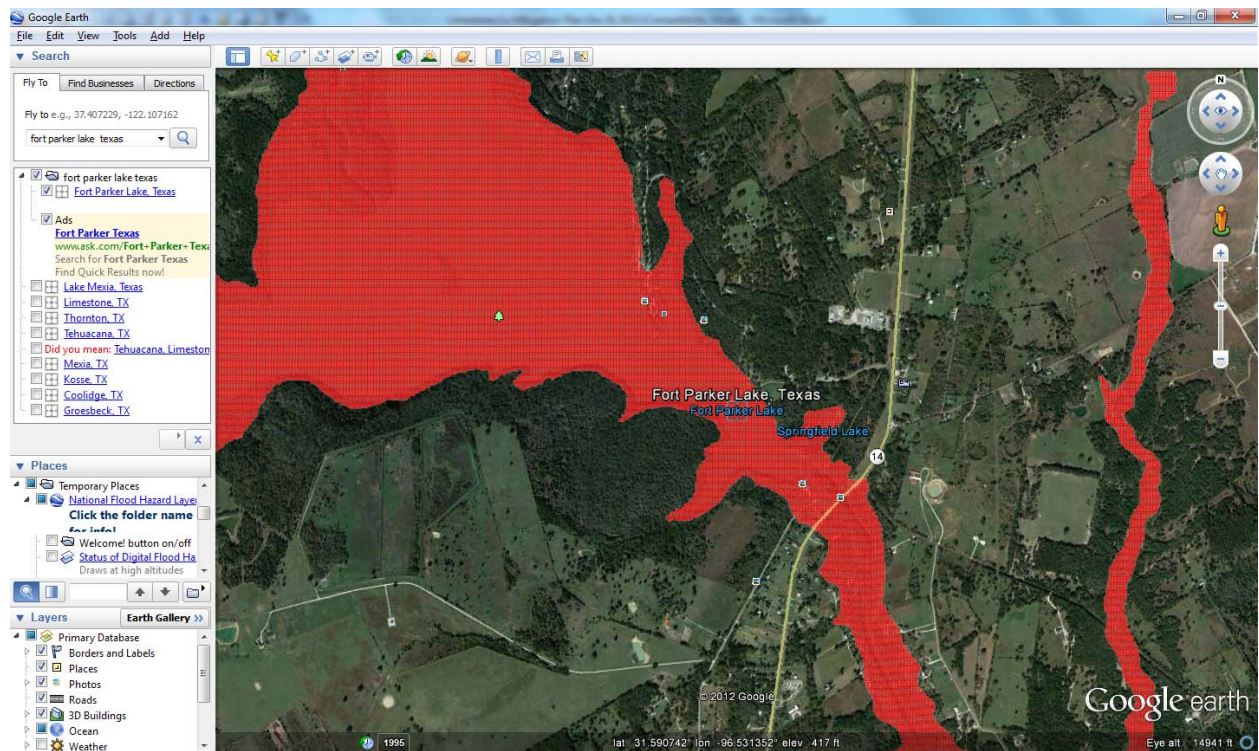 Google Earth
File Edit View Tools Add Help
Search
Fly To Find Businesses Directions
Fly to e.g., 37.407229, -122.107162
fort parker lake texas
fort parker lake texas
Fort Parker Lake, Texas
Ads
Fort Parker Texas
www.ask.com/Fort+Parker+Texa
Search for Fort Parker Texas
Find Quick Results now!
Lake Mexia, Texas
Limestone, TX
Thornton, TX
Tehuacana, TX
Did you mean: Tehuacana, Limeston
Mexia, TX
Kosse, TX
Coolidge, TX
Groesbeck, TX
Places
Temporary Places
National Flood Hazard Layer
Click the folder name
for info!
Welcome! button on/off
Status of Digital Flood Ha
Draws at high altitudes
Layers
Earth Gallery >>
Primary Database
Borders and Labels
Places
Photos
Roads
3D Buildings
Ocean
Weather
N
Fort Parker Lake, Texas
Fort Parker Lake
Springfield Lake
14
© 2012 Google
Google earth
1995
lat 31.590742° lon -96.531352° elev 417 ft
Eye alt 14941 ft